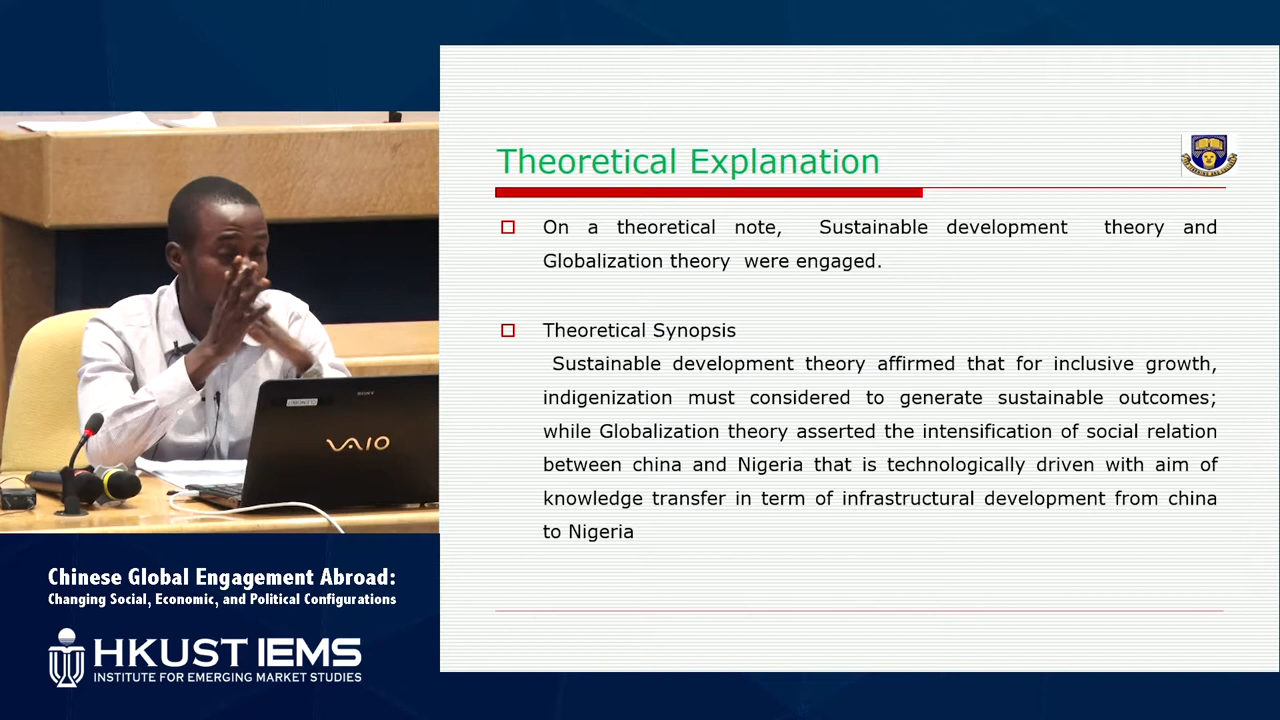 Theoretical Explanation
On a theoretical note, Sustainable development theory and
Globalization theory were engaged.
Theoretical Synopsis
Sustainable development theory affirmed that for inclusive growth,
indigenization must considered to generate sustainable outcomes;
while Globalization theory asserted the intensification of social relation
between china and Nigeria that is technologically driven with aim of
knowledge transfer in term of infrastructural development from china
to Nigeria
SONY
VAIO
Chinese Global Engagement Abroad:
Changing Social, Economic, and Political Configurations
HKUST IEMS
INSTITUTE FOR EMERGING MARKET STUDIES